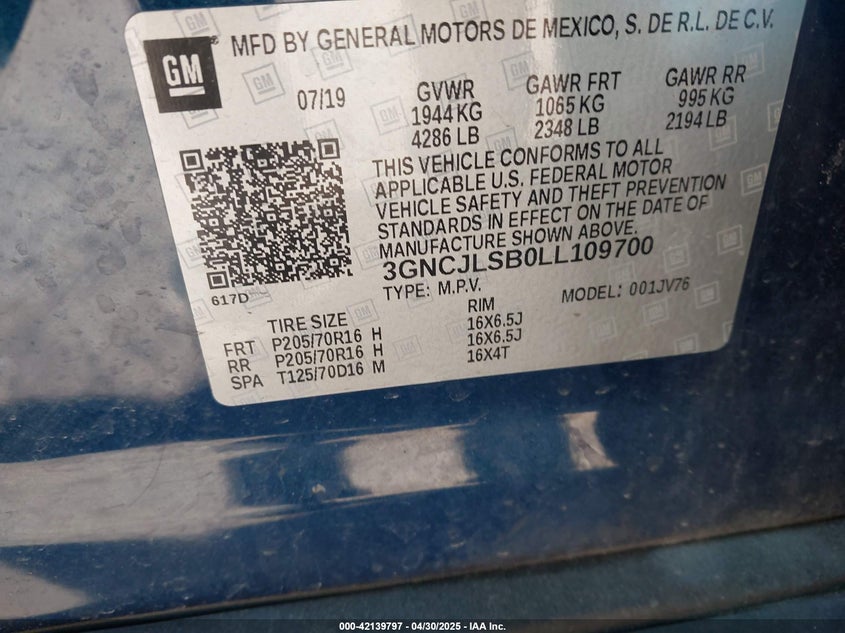 GM
MFD BY GENERAL MOTORS DE MEXICO, S. DE R.L. DE C.V.
07/19 GVWR GAWR FRT GAWR RR
1944 KG 1065 KG 995 KG
4286 LB 2348 LB 2194 LB
THIS VEHICLE CONFORMS TO ALL
APPLICABLE U.S. FEDERAL MOTOR
VEHICLE SAFETY AND THEFT PREVENTION
STANDARDS IN EFFECT ON THE DATE OF
MANUFACTURE SHOWN ABOVE.
3GNCJLSB0LL109700
617D
TYPE: M.P.V. MODEL: 001JV76
TIRE SIZE RIM
FRT P205/70R16 H 16X6.5J
RR P205/70R16 H 16X6.5J
SPA T125/70D16 M 16X4T
000-42139797 - 04/30/2025 - IAA Inc.